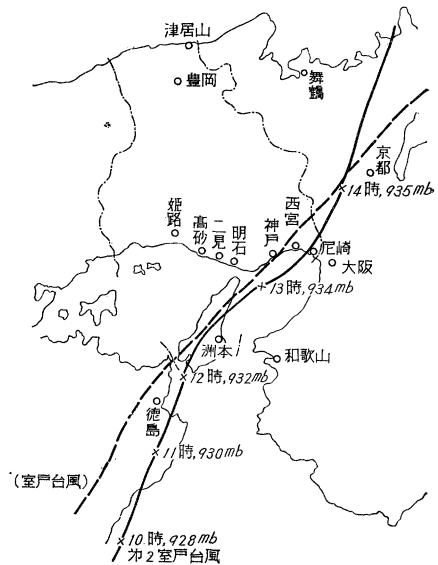 津居山
豊岡
舞鶴
京都
14時,935mb
姫路
高砂
二見
明石
神戸
西宮
尼崎
大阪
13時,934mb
洲本
和歌山
12時,932mb
徳島
11時,930mb
(室戸台風)
10時,928mb
第2室戸台風